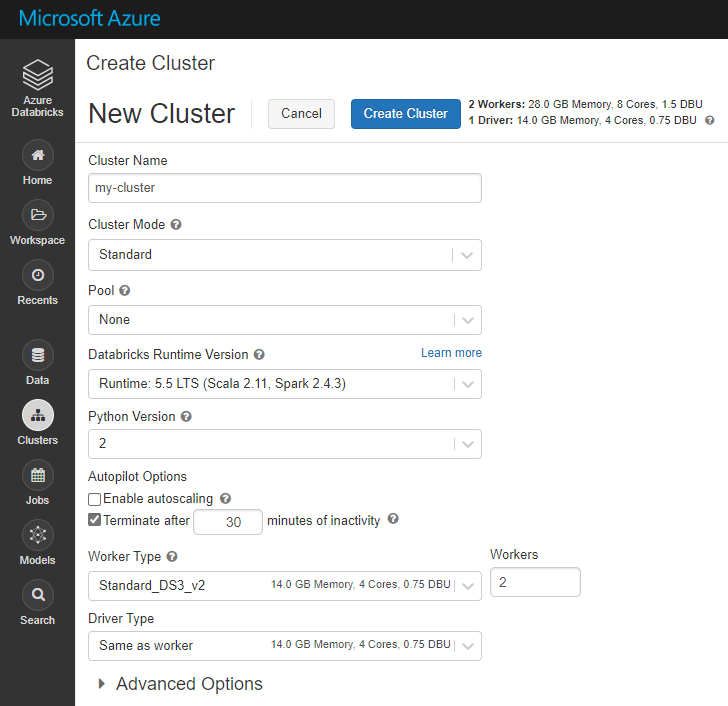 Microsoft Azure
Azure
Databricks
Home
Workspace
Recents
Data
Clusters
Jobs
Models
Search
Create Cluster
New Cluster
Cancel
Create Cluster
2 Workers: 28.0 GB Memory, 8 Cores, 1.5 DBU
1 Driver: 14.0 GB Memory, 4 Cores, 0.75 DBU ?
Cluster Name
my-cluster
Cluster Mode ?
Standard
Pool ?
None
Databricks Runtime Version ? Learn more
Runtime: 5.5 LTS (Scala 2.11, Spark 2.4.3)
Python Version ?
2
Autopilot Options
Enable autoscaling ?
Terminate after 30 minutes of inactivity ?
Worker Type ? Workers
Standard_DS3_v2 14.0 GB Memory, 4 Cores, 0.75 DBU 2
Driver Type
Same as worker 14.0 GB Memory, 4 Cores, 0.75 DBU
Advanced Options